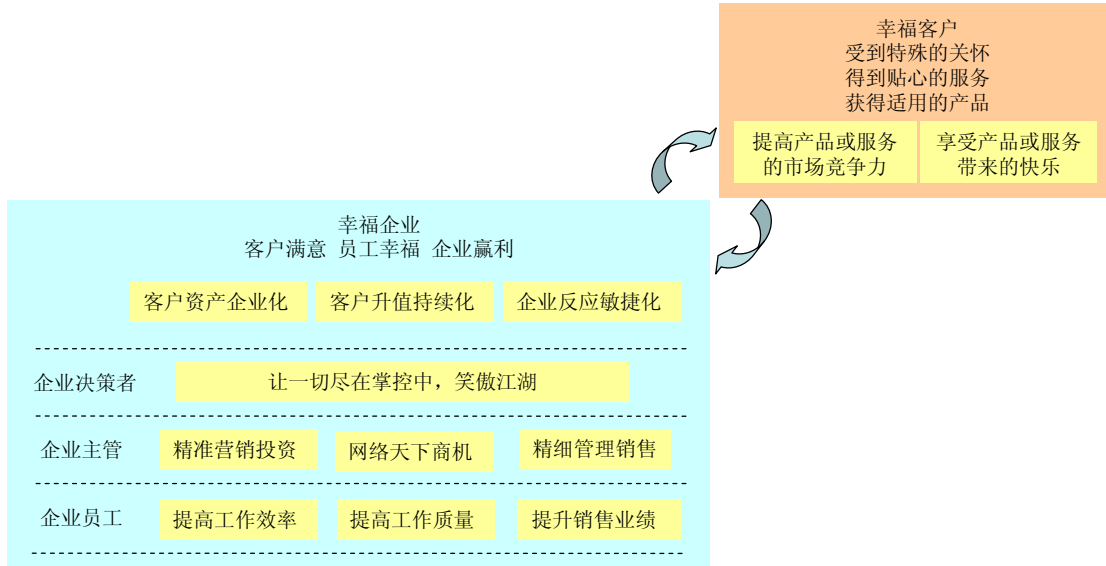 幸福客户
受到特殊的关怀
得到贴心的服务
获得适用的产品
提高产品或服务
的市场竞争力
享受产品或服务
带来的快乐
幸福企业
客户满意 员工幸福 企业赢利
客户资产企业化
客户升值持续化
企业反应敏捷化
企业决策者
让一切尽在掌控中，笑傲江湖
企业主管
精准营销投资
网络天下商机
精细管理销售
企业员工
提高工作效率
提高工作质量
提升销售业绩